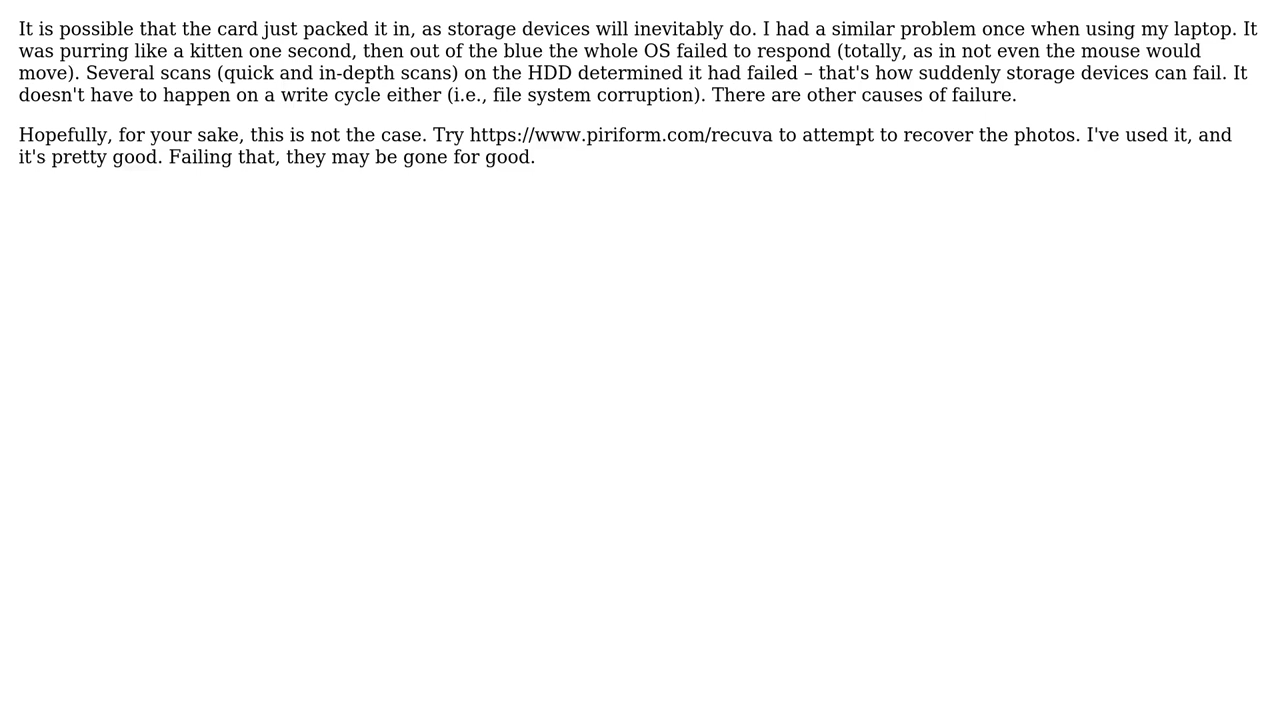 It is possible that the card just packed it in, as storage devices will inevitably do. I had a similar problem once when using my laptop. It
was purring like a kitten one second, then out of the blue the whole OS failed to respond (totally, as in not even the mouse would
move). Several scans (quick and in-depth scans) on the HDD determined it had failed – that's how suddenly storage devices can fail. It
doesn't have to happen on a write cycle either (i.e., file system corruption). There are other causes of failure.
Hopefully, for your sake, this is not the case. Try https://www.piriform.com/recuva to attempt to recover the photos. I've used it, and
it's pretty good. Failing that, they may be gone for good.